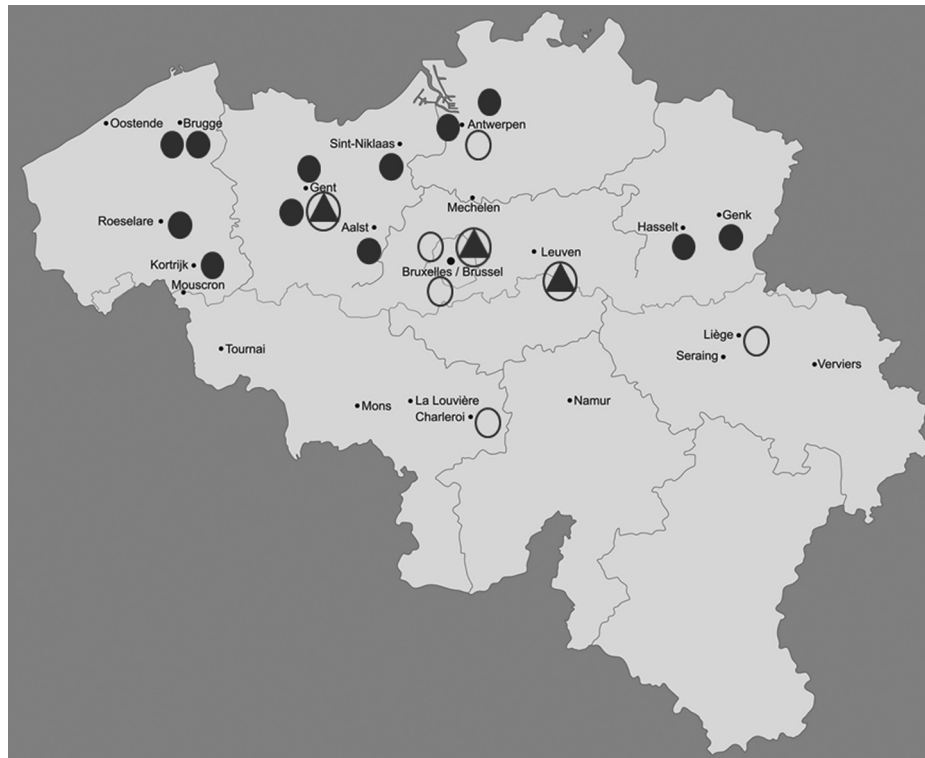 Oostende
Brugge
Antwerpen
Sint-Niklaas
Gent
Mechelen
Roeselare
Aalst
Hasselt
Genk
Leuven
Kortrijk
Bruxelles / Brussel
Mouscron
Liège
Tournai
Seraing
Verviers
Mons
La Louvière
Charleroi
Namur